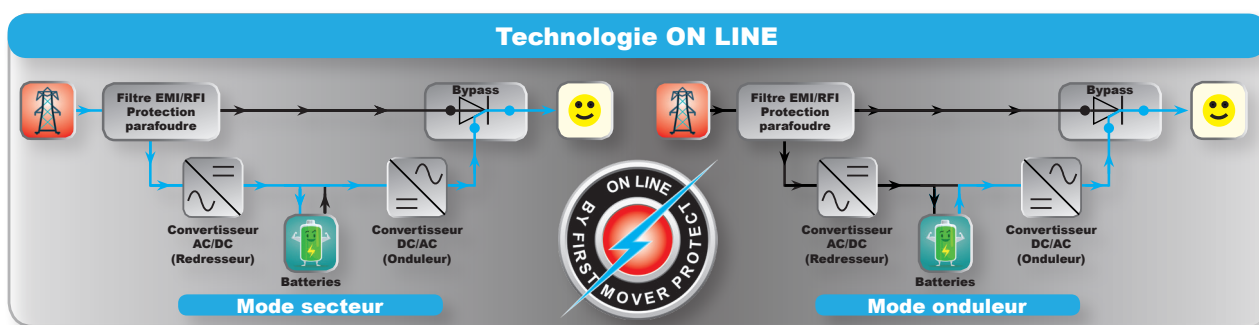 Technologie ON LINE
Filtre EMI/RFI
Protection
parafoudre
Bypass
Convertisseur
AC/DC
(Redresseur)
Batteries
Convertisseur
DC/AC
(Onduleur)
Mode secteur
ON LINE
BY FIRST MOVER PROTECT
Filtre EMI/RFI
Protection
parafoudre
Bypass
Convertisseur
AC/DC
(Redresseur)
Batteries
Convertisseur
DC/AC
(Onduleur)
Mode onduleur